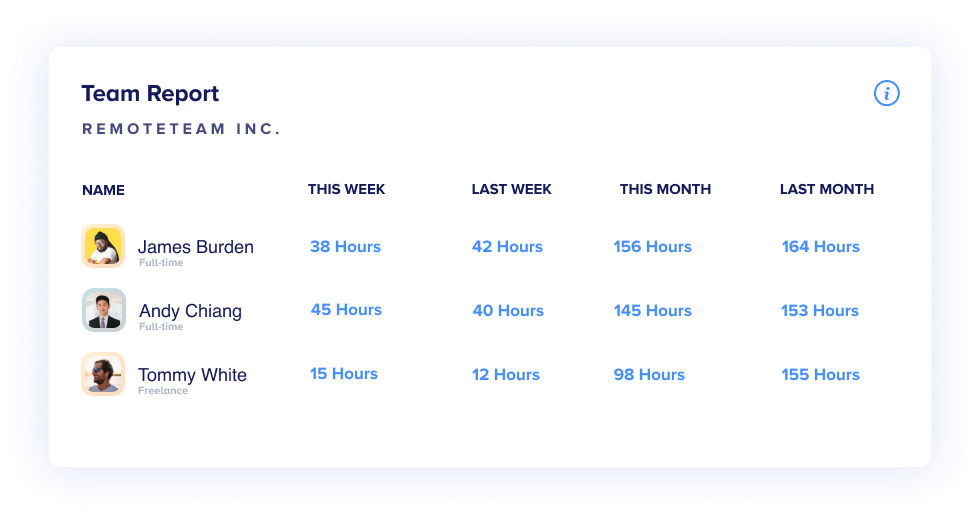 Team Report
REMOTETEAM INC.
NAME THIS WEEK LAST WEEK THIS MONTH LAST MONTH
James Burden 38 Hours 42 Hours 156 Hours 164 Hours
Full-time
Andy Chiang 45 Hours 40 Hours 145 Hours 153 Hours
Full-time
Tommy White 15 Hours 12 Hours 98 Hours 155 Hours
Freelance